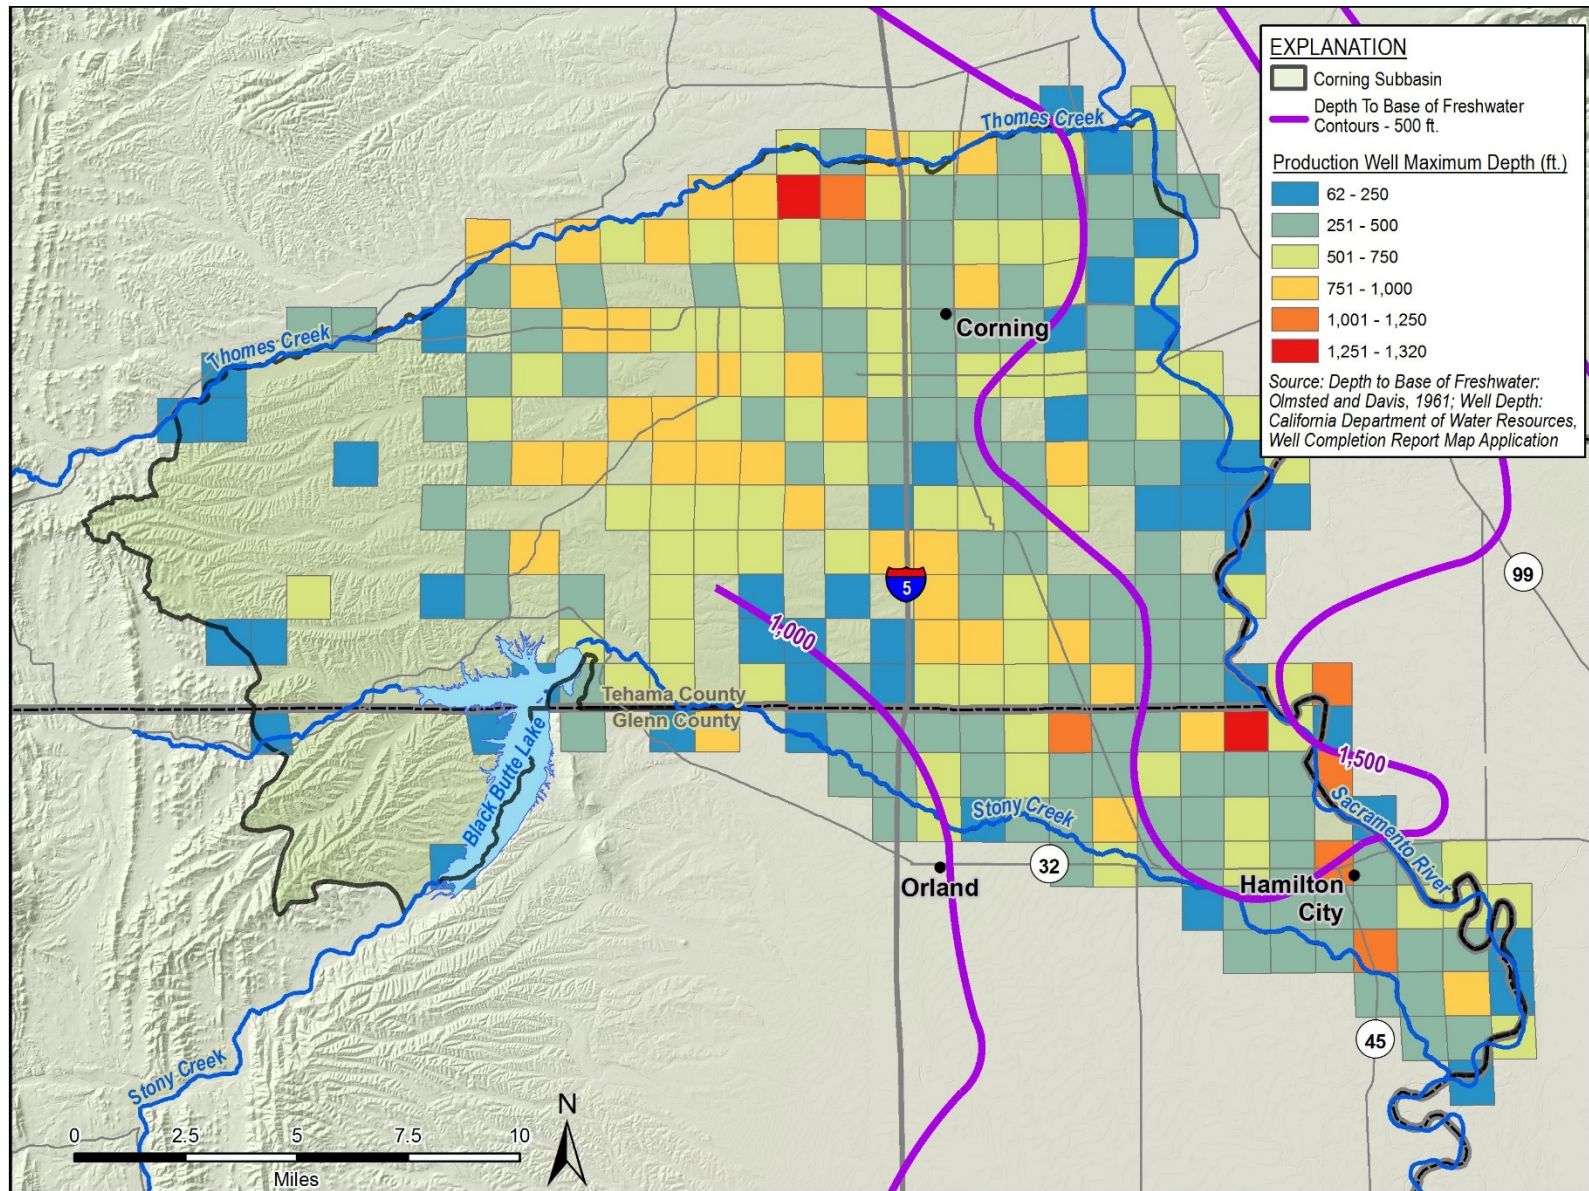 EXPLANATION
Corning Subbasin
Depth To Base of Freshwater
Contours - 500 ft.
Production Well Maximum Depth (ft.)
62 - 250
251 - 500
501 - 750
751 - 1,000
1,001 - 1,250
1,251 - 1,320
Source: Depth to Base of Freshwater:
Olmsted and Davis, 1961; Well Depth:
California Department of Water Resources,
Well Completion Report Map Application
Thomes Creek
Thomes Creek
Corning
5
99
1,000
Tehama County
Glenn County
Black Butte Lake
1,500
Stony Creek
Sacramento River
32
Orland
Hamilton
City
45
Stony Creek
N
0 2.5 5 7.5 10
Miles